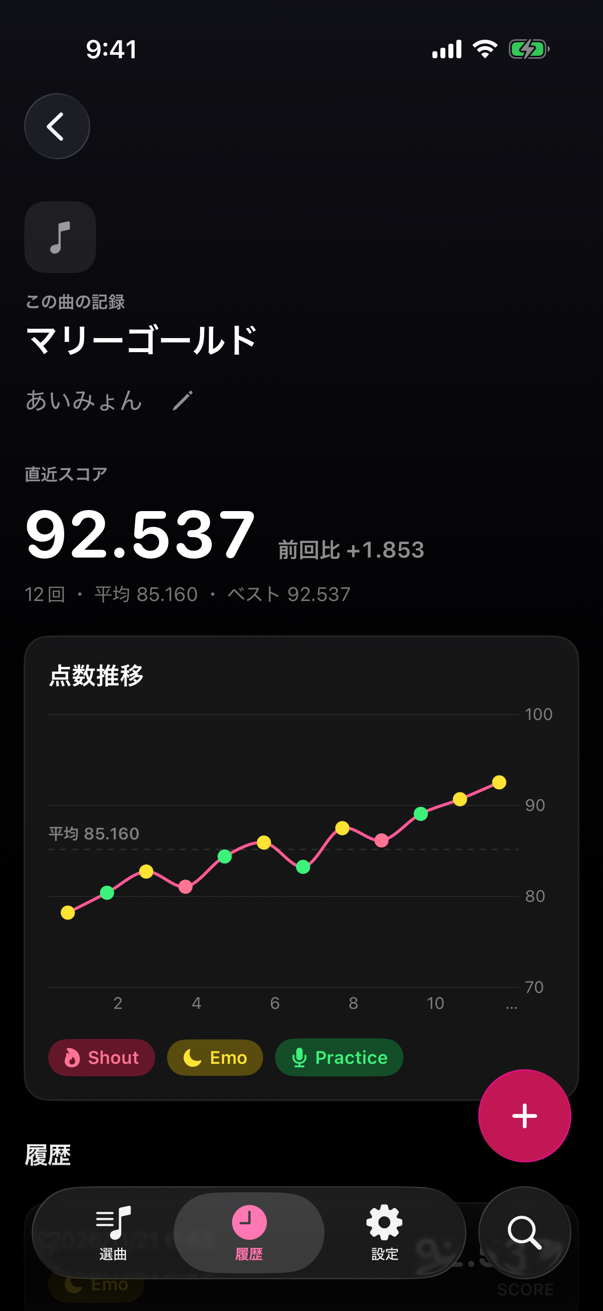 9:41
この曲の記録
マリーゴールド
あいみょん
直近スコア
92.537 前回比 +1.853
12回 ・ 平均 85.160 ・ ベスト 92.537
点数推移
100
90
平均 85.160
80
70
2 4 6 8 10 ...
Shout Emo Practice
履歴
選曲 履歴 設定
Emo
SCORE